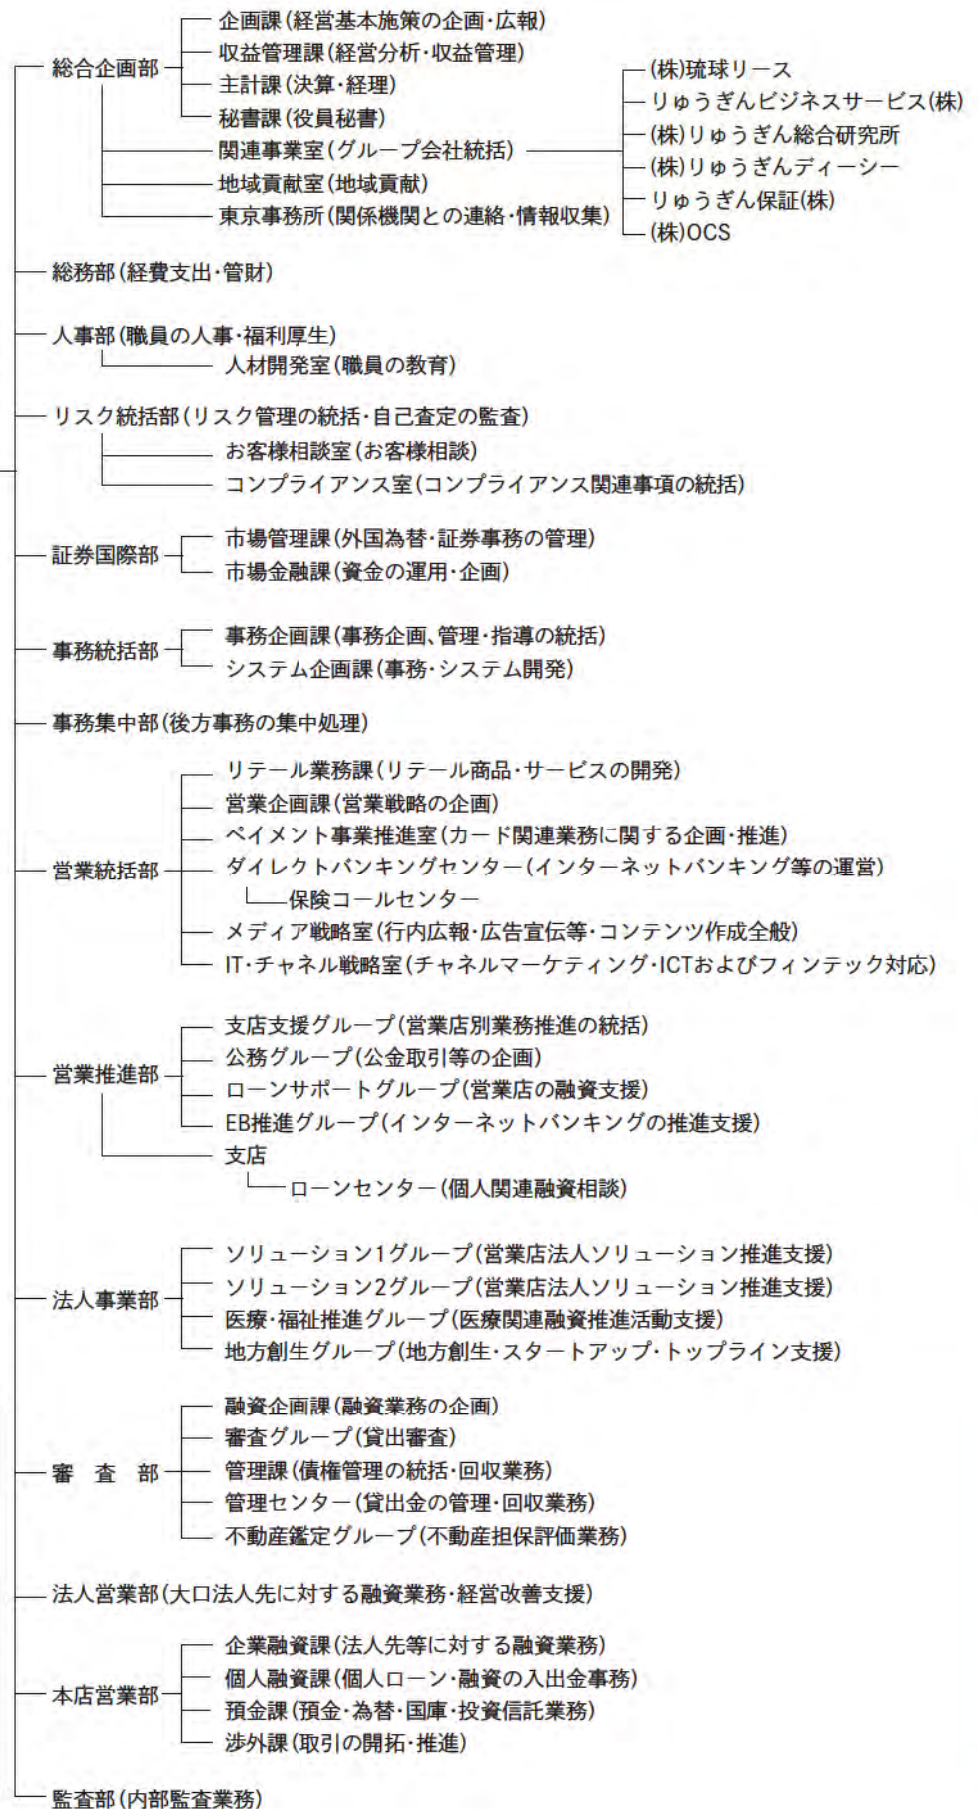 総合企画部
企画課(経営基本施策の企画･広報)
収益管理課(経営分析･収益管理)
主計課(決算･経理)
秘書課(役員秘書)
関連事業室(グループ会社統括)
(株)琉球リース
りゅうぎんビジネスサービス(株)
(株)りゅうぎん総合研究所
(株)りゅうぎんディーシー
りゅうぎん保証(株)
(株)OCS
地域貢献室(地域貢献)
東京事務所(関係機関との連絡･情報収集)
総務部(経費支出･管財)
人事部(職員の人事･福利厚生)
人材開発室(職員の教育)
リスク統括部(リスク管理の統括･自己査定の監査)
お客様相談室(お客様相談)
コンプライアンス室(コンプライアンス関連事項の統括)
証券国際部
市場管理課(外国為替･証券事務の管理)
市場金融課(資金の運用･企画)
事務統括部
事務企画課(事務企画、管理･指導の統括)
システム企画課(事務･システム開発)
事務集中部(後方事務の集中処理)
営業統括部
リテール業務課(リテール商品･サービスの開発)
営業企画課(営業戦略の企画)
ペイメント事業推進室(カード関連業務に関する企画･推進)
ダイレクトバンキングセンター(インターネットバンキング等の運営)
保険コールセンター
メディア戦略室(行内広報･広告宣伝等･コンテンツ作成全般)
IT･チャネル戦略室(チャネルマーケティング･ICTおよびフィンテック対応)
営業推進部
支店支援グループ(営業店別業務推進の統括)
公務グループ(公金取引等の企画)
ローンサポートグループ(営業店の融資支援)
EB推進グループ(インターネットバンキングの推進支援)
支店
ローンセンター(個人関連融資相談)
法人事業部
ソリューション1グループ(営業店法人ソリューション推進支援)
ソリューション2グループ(営業店法人ソリューション推進支援)
医療･福祉推進グループ(医療関連融資推進活動支援)
地方創生グループ(地方創生･スタートアップ･トップライン支援)
審　査　部
融資企画課(融資業務の企画)
審査グループ(貸出審査)
管理課(債権管理の統括･回収業務)
管理センター(貸出金の管理･回収業務)
不動産鑑定グループ(不動産担保評価業務)
法人営業部(大口法人先に対する融資業務･経営改善支援)
本店営業部
企業融資課(法人先等に対する融資業務)
個人融資課(個人ローン･融資の入出金事務)
預金課(預金･為替･国庫･投資信託業務)
渉外課(取引の開拓･推進)
監査部(内部監査業務)